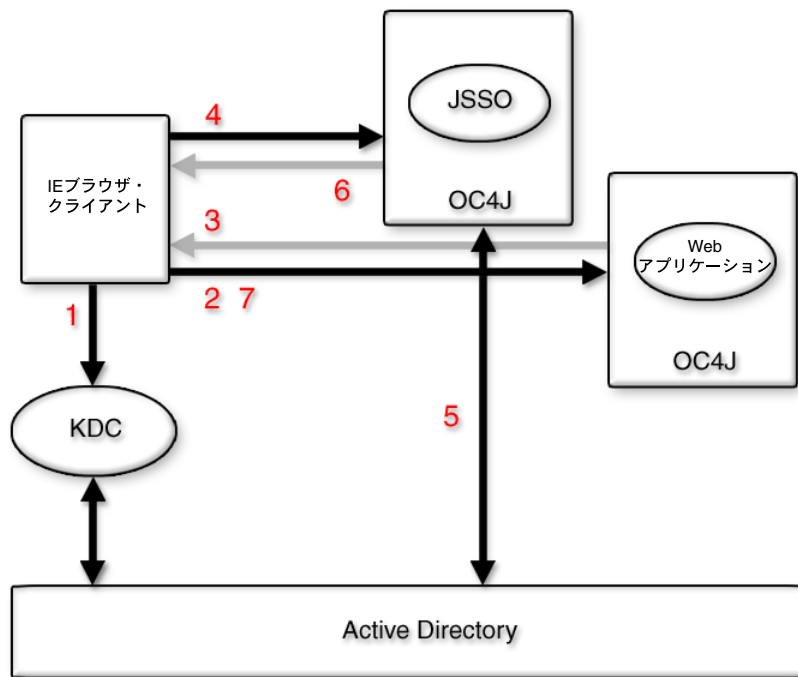 JSSO
4
IEブラウザ・
クライアント
6
OC4J
3
Web
アプリケーション
2 7
1
OC4J
5
KDC
Active Directory